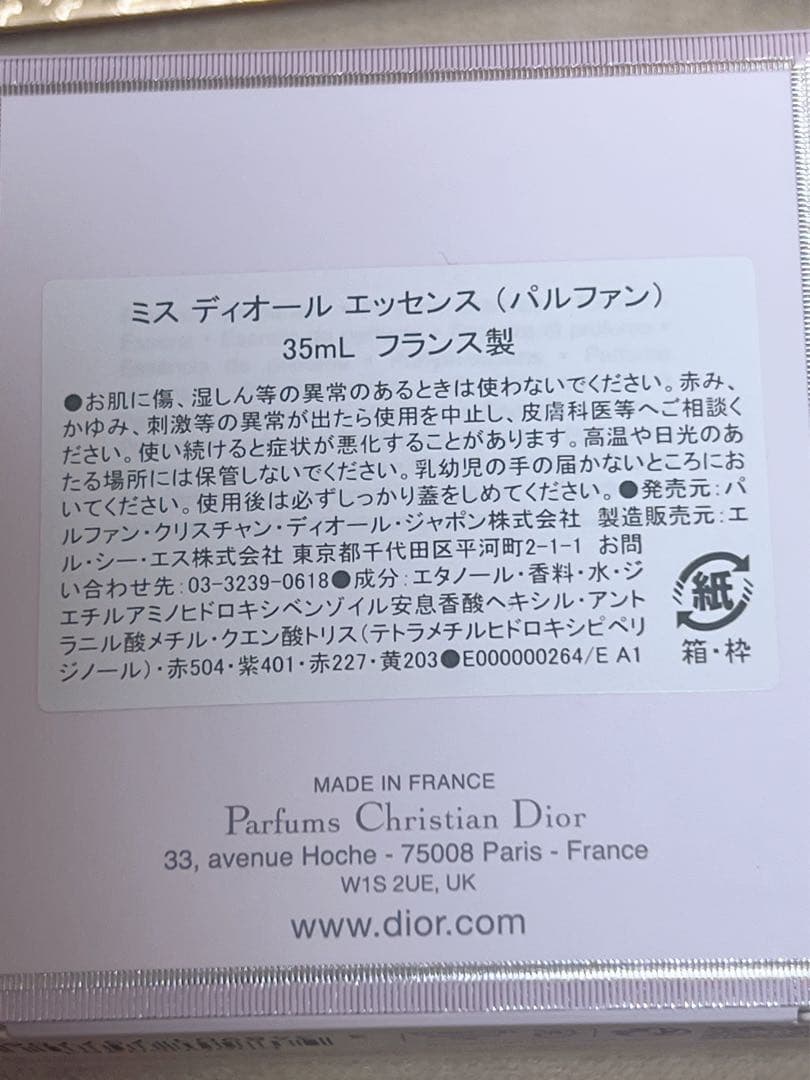 ミス ディオール エッセンス (パルファン)
35mL フランス製
●お肌に傷、湿しん等の異常のあるときは使わないでください。赤み、
かゆみ、刺激等の異常が出たら使用を中止し、皮膚科医等へご相談く
ださい。使い続けると症状が悪化することがあります。高温や日光のあ
たる場所には保管しないでください。乳幼児の手の届かないところにお
いてください。使用後は必ずしっかり蓋をしめてください。●発売元:パ
ルファン・クリスチャン・ディオール・ジャポン株式会社 製造販売元:エ
ル・シー・エス株式会社 東京都千代田区平河町2-1-1 お問
い合わせ先:03-3239-0618●成分:エタノール・香料・水・ジ
エチルアミノヒドロキシベンゾイル安息香酸ヘキシル・アント
ラニル酸メチル・クエン酸トリス(テトラメチルヒドロキシピペリ
ジノール)・赤504・紫401・赤227・黄203●E000000264/E A1
紙
箱・枠
MADE IN FRANCE
Parfums Christian Dior
33, avenue Hoche - 75008 Paris - France
W1S 2UE, UK
www.dior.com